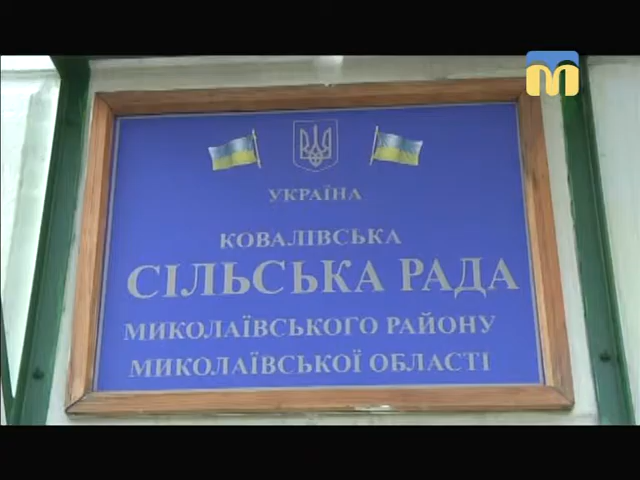 УКРАЇНА
КОВАЛІВСЬКА
СІЛЬСЬКА РАДА
МИКОЛАЇВСЬКОГО РАЙОНУ
МИКОЛАЇВСЬКОЇ ОБЛАСТІ